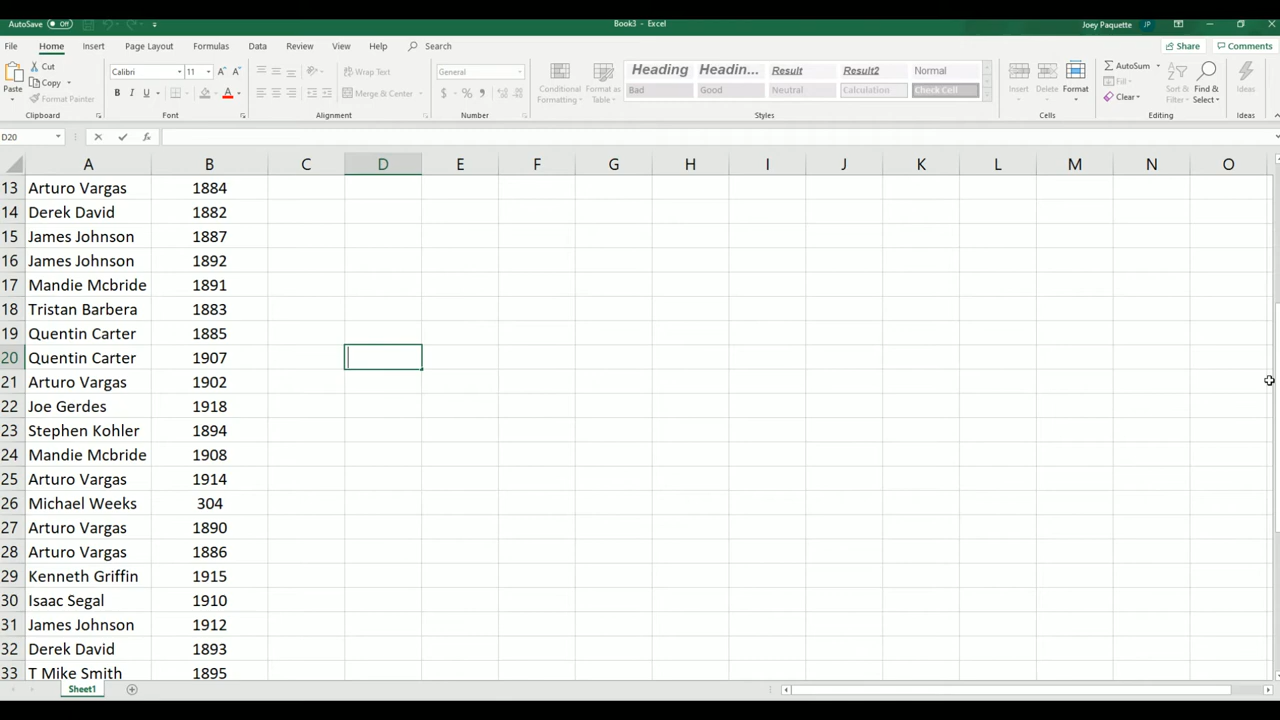 AutoSave Off Book3 - Excel Joey Paquette JP
File Home Insert Page Layout Formulas Data Review View Help Search Share Comments
Cut
Copy
Format Painter
Paste
Clipboard
Calibri 11
B I U
Font
Wrap Text
Merge & Center
Alignment
General
$ % 9
Number
Conditional Formatting
Format as Table
Heading Headin... Result Result2 Normal
Bad Good Neutral Calculation Check Cell
Styles
Insert Delete Format
Cells
AutoSum
Fill
Clear
Sort & Filter
Find & Select
Editing
Ideas
Ideas
D20 fx
A B C D E F G H I J K L M N O
13 Arturo Vargas 1884
14 Derek David 1882
15 James Johnson 1887
16 James Johnson 1892
17 Mandie Mcbride 1891
18 Tristan Barbera 1883
19 Quentin Carter 1885
20 Quentin Carter 1907
21 Arturo Vargas 1902
22 Joe Gerdes 1918
23 Stephen Kohler 1894
24 Mandie Mcbride 1908
25 Arturo Vargas 1914
26 Michael Weeks 304
27 Arturo Vargas 1890
28 Arturo Vargas 1886
29 Kenneth Griffin 1915
30 Isaac Segal 1910
31 James Johnson 1912
32 Derek David 1893
33 T Mike Smith 1895
Sheet1